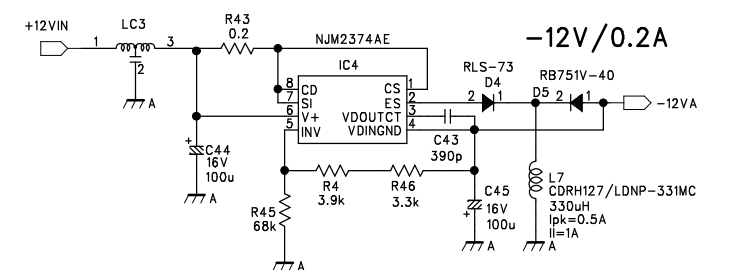 +12VIN
LC3
1
3
2
A
R43
0.2
NJM2374AE
IC4
-12V/0.2A
8
CD
CS
1
7
SI
ES
2
6
V+
VDOUTCT
3
5
INV
VDINGND
4
RLS-73
D4
2
1
RB751V-40
D5
2
1
-12VA
C43
390p
+
C44
16V
100u
A
R4
3.9k
R46
3.3k
R45
68k
A
C45
+
16V
100u
A
L7
CDRH127/LDNP-331MC
330uH
Ipk=0.5A
Il=1A
A